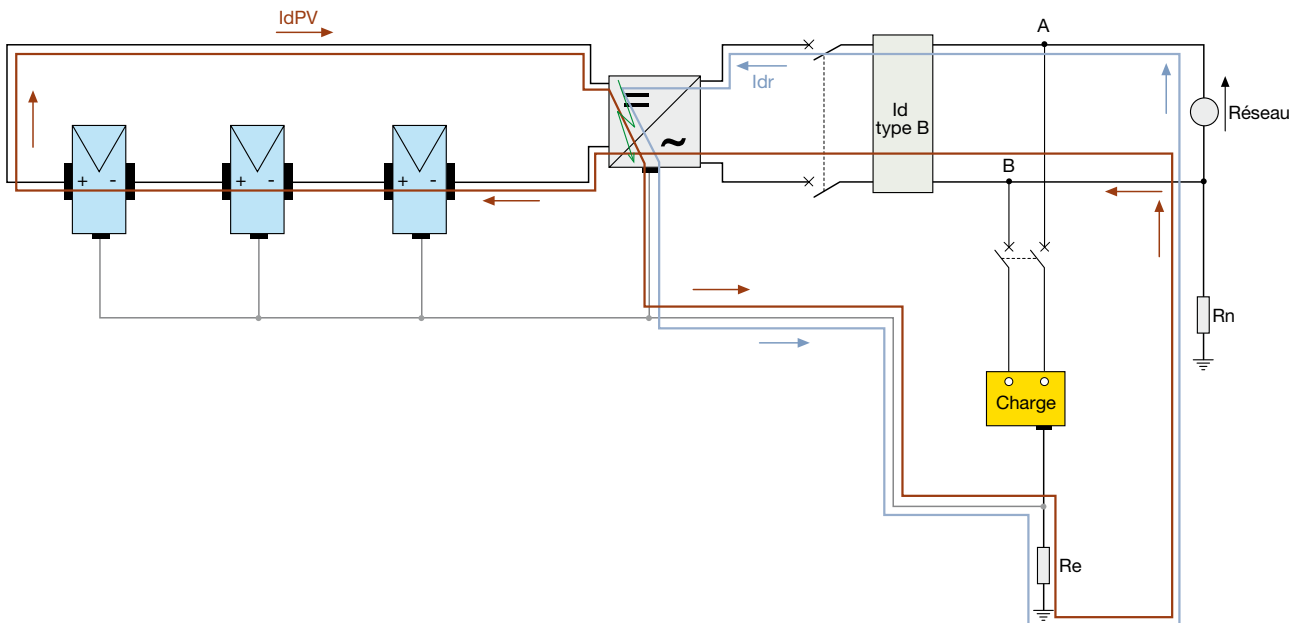 IdPV
A
Idr
Id
type B
Réseau
~
+ -
+ -
+ -
B
Rn
Charge
Re